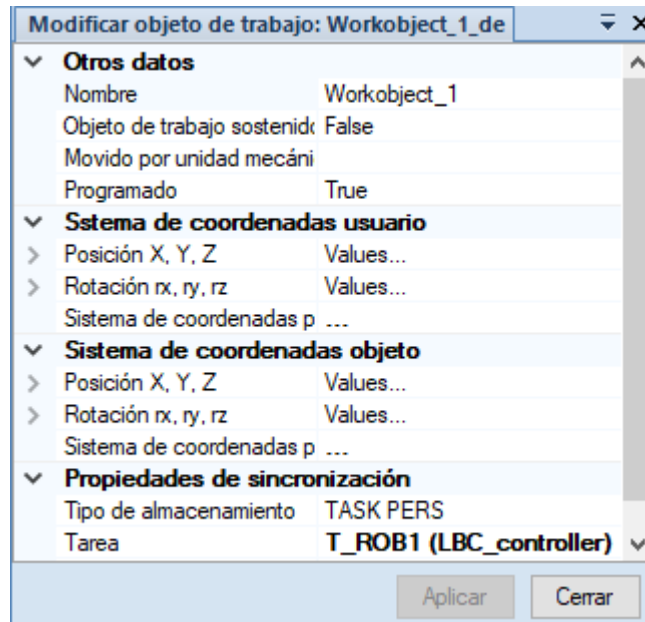 Modificar objeto de trabajo: Workobject_1_de
Otros datos
Nombre Workobject_1
Objeto de trabajo sostenido False
Movido por unidad mecáni
Programado True
Sstema de coordenadas usuario
Posición X, Y, Z Values...
Rotación rx, ry, rz Values...
Sistema de coordenadas p ...
Sistema de coordenadas objeto
Posición X, Y, Z Values...
Rotación rx, ry, rz Values...
Sistema de coordenadas p ...
Propiedades de sincronización
Tipo de almacenamiento TASK PERS
Tarea T_ROB1 (LBC_controller)
Aplicar Cerrar